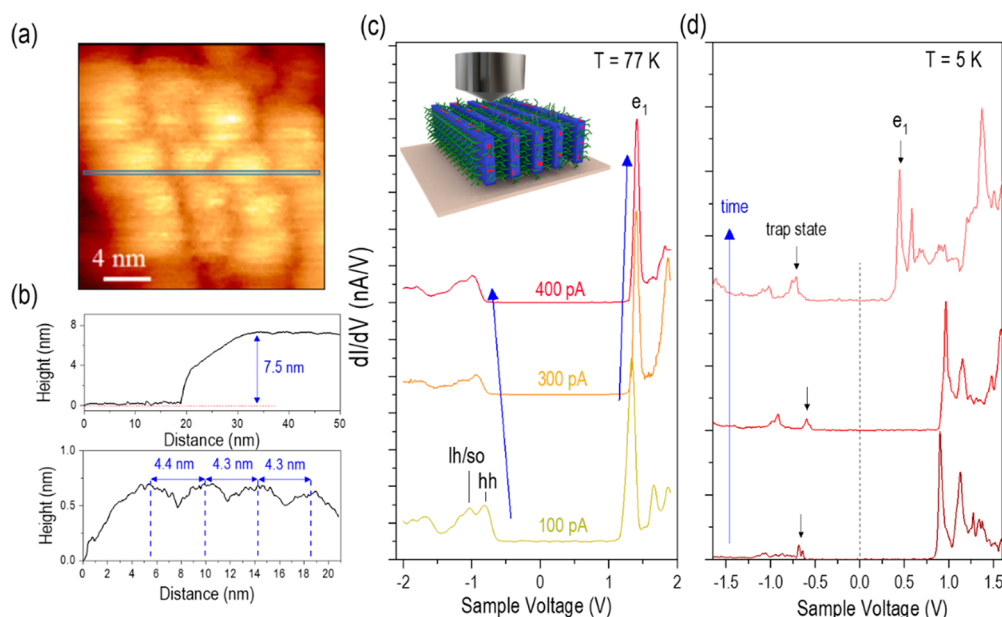 (a)
4 nm
(b)
Height (nm)
8
4
0
7.5 nm
0 10 20 30 40 50
Distance (nm)
Height (nm)
1.0
0.5
0.0
4.4 nm 4.3 nm 4.3 nm
0 2 4 6 8 10 12 14 16 18 20
Distance (nm)
(c)
T = 77 K
e1
dI/dV (nA/V)
400 pA
300 pA
lh/so
hh
100 pA
-2 -1 0 1 2
Sample Voltage (V)
(d)
T = 5 K
e1
time
trap state
-1.5 -1.0 -0.5 0.0 0.5 1.0 1.5
Sample Voltage (V)